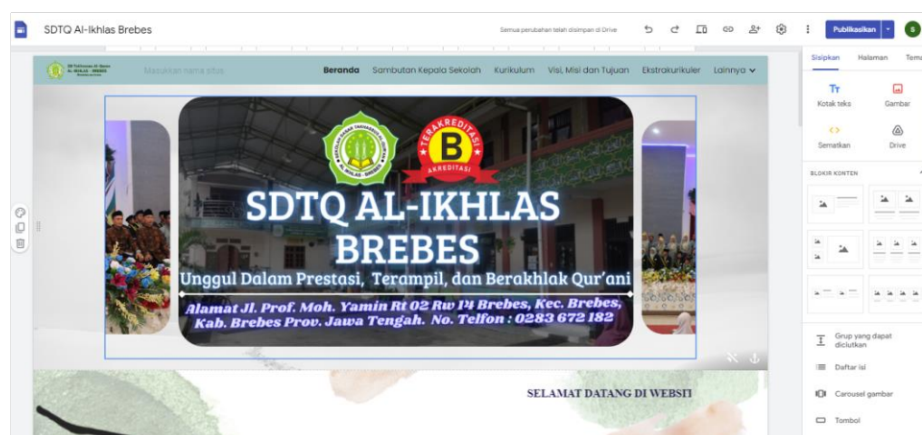 SDTQ Al-Ikhlas Brebes
Semua perubahan telah disimpan di Drive
Publikasikan
S
Sisipkan Halaman Tema
Masukkan nama situs
Beranda Sambutan Kepala Sekolah Kurikulum Visi, Misi dan Tujuan Ekstrakurikuler Lainnya
Kotak teks Gambar
Sematkan Drive
BLOKIR KONTEN
TERAKREDITASI
B
AKREDITASI
SDTQ AL-IKHLAS
BREBES
Unggul Dalam Prestasi, Terampil, dan Berakhlak Qur'ani
Alamat Jl. Prof. Moh. Yamin Rt 02 Rw 14 Brebes, Kec. Brebes,
Kab. Brebes Prov. Jawa Tengah. No. Telfon : 0283 672 182
Grup yang dapat
diciutkan
Daftar isi
Carousel gambar
Tombol
SELAMAT DATANG DI WEBSIT